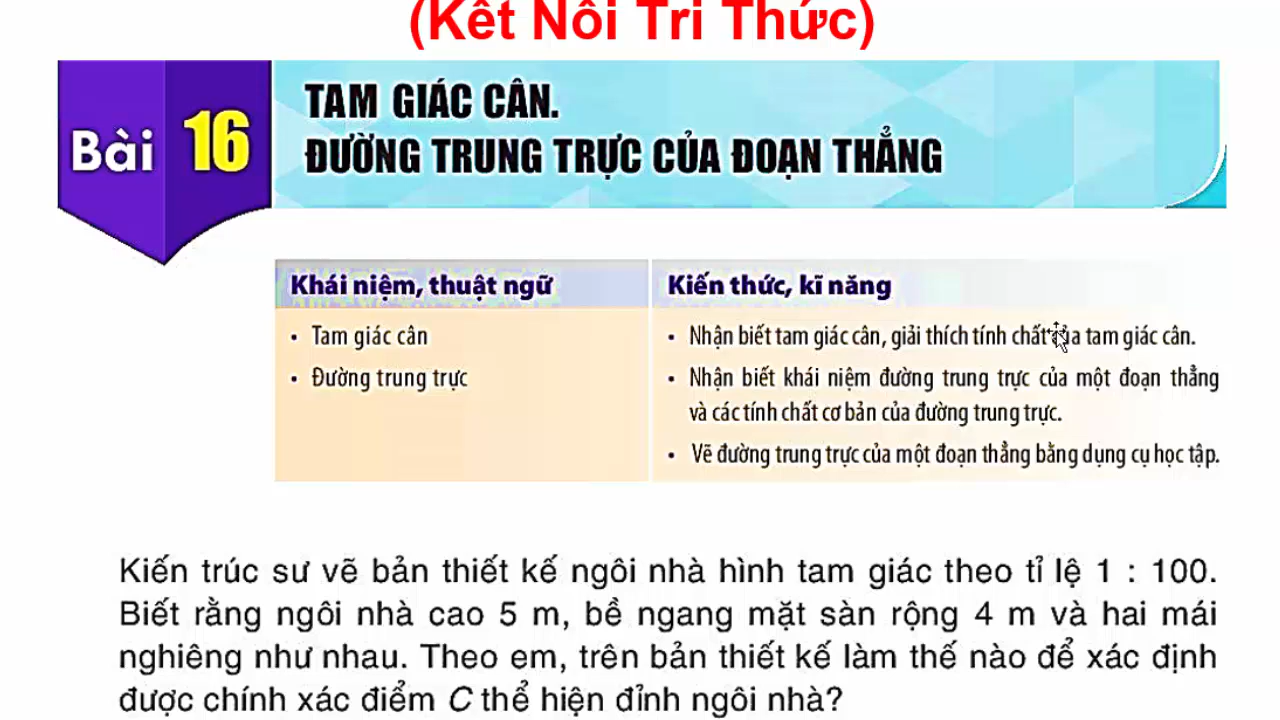 (Kết Nối Tri Thức)
Bài 16
TAM GIÁC CÂN.
ĐƯỜNG TRUNG TRỰC CỦA ĐOẠN THẲNG
Khái niệm, thuật ngữ
• Tam giác cân
• Đường trung trực
Kiến thức, kĩ năng
• Nhận biết tam giác cân, giải thích tính chất của tam giác cân.
• Nhận biết khái niệm đường trung trực của một đoạn thẳng
và các tính chất cơ bản của đường trung trực.
• Vẽ đường trung trực của một đoạn thẳng bằng dụng cụ học tập.
Kiến trúc sư vẽ bản thiết kế ngôi nhà hình tam giác theo tỉ lệ 1 : 100.
Biết rằng ngôi nhà cao 5 m, bề ngang mặt sàn rộng 4 m và hai mái
nghiêng như nhau. Theo em, trên bản thiết kế làm thế nào để xác định
được chính xác điểm C thể hiện đỉnh ngôi nhà?